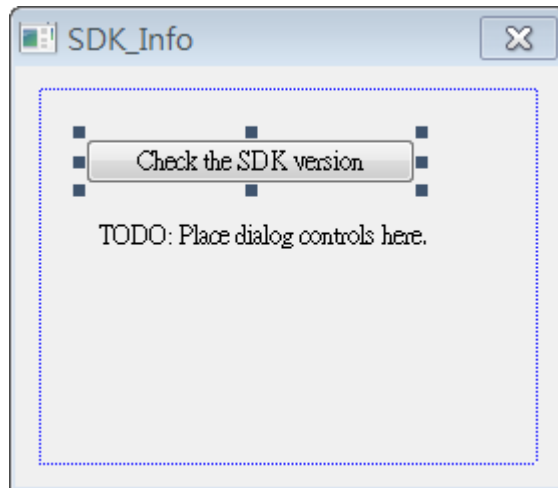 SDK_Info
Check the SDK version
TODO: Place dialog controls here.